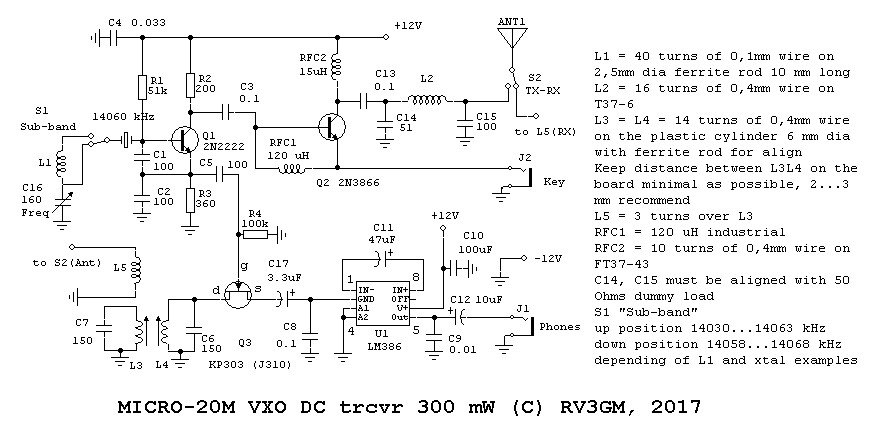 C4 0.033
+12V
ANT1
RFC2
15uH
R1
51k
R2
200
C3
0.1
C13
0.1
L2
S2
TX-RX
S1
Sub-band
14060 kHz
Q1
2N2222
C14
51
C15
100
to L5(RX)
L1
C1
100
C5 100
RFC1
120 uH
Q2 2N3866
J2
Key
C16
160
Freq
C2
100
R3
360
R4
100k
C11
47uF
+12V
C10
100uF
-12V
to S2(Ant)
L5
g
d
s
C17
3.3uF
1
8
IN-
GND
A1
A2
IN+
OFF
V+
Out
4
5
U1
LM386
C12 10uF
J1
Phones
C7
150
L3
L4
C6
150
Q3
KP303 (J310)
C8
0.1
C9
0.01
L1 = 40 turns of 0,1mm wire on
2,5mm dia ferrite rod 10 mm long
L2 = 16 turns of 0,4mm wire on
T37-6
L3 = L4 = 14 turns of 0,4mm wire
on the plastic cylinder 6 mm dia
with ferrite rod for align
Keep distance between L3L4 on the
board minimal as possible, 2...3
mm recommend
L5 = 3 turns over L3
RFC1 = 120 uH industrial
RFC2 = 10 turns of 0,4mm wire on
FT37-43
C14, C15 must be aligned with 50
Ohms dummy load
S1 "Sub-band"
up position 14030...14063 kHz
down position 14058...14068 kHz
depending of L1 and xtal examples
MICRO-20M VXO DC trcvr 300 mW (C) RV3GM, 2017